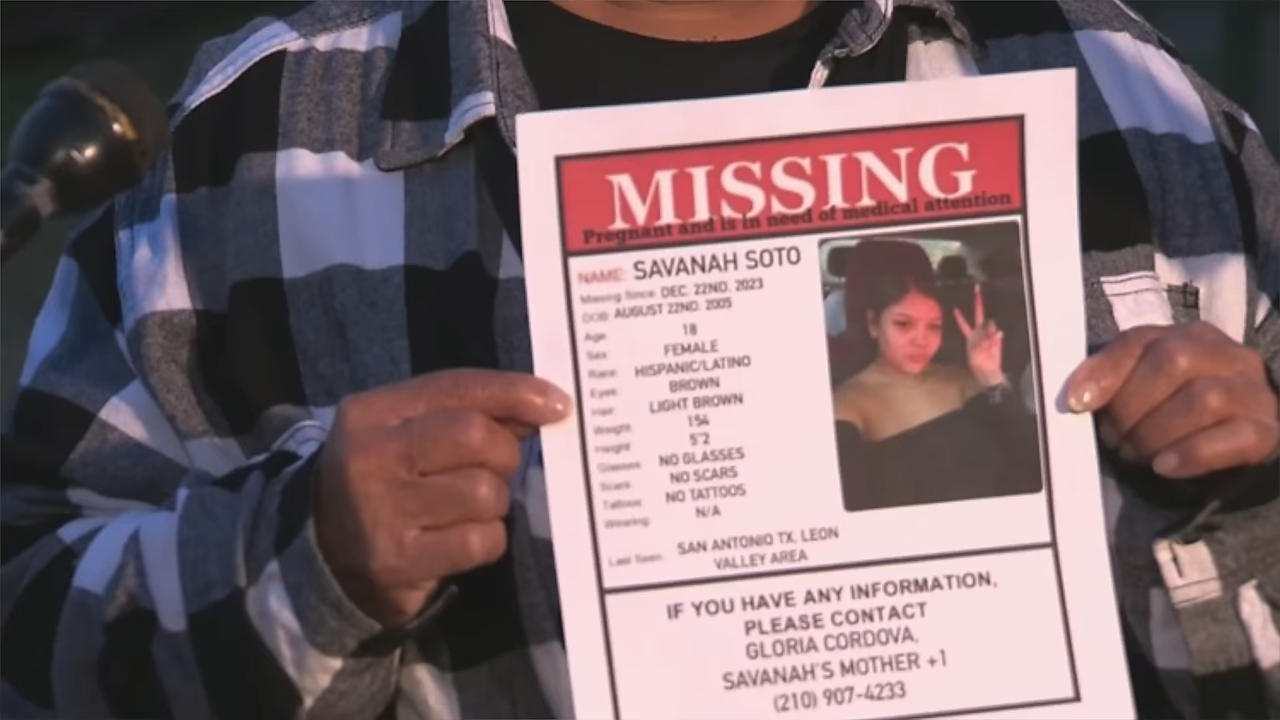 MISSING
Pregnant and is in need of medical attention
NAME: SAVANAH SOTO
Missing Since: DEC. 22ND. 2023
DOB: AUGUST 22ND. 2005
Age: 18
Sex: FEMALE
Race: HISPANIC/LATINO
Eyes: BROWN
Hair: LIGHT BROWN
Weight: 154
Height: 5'2
Glasses: NO GLASSES
Scars: NO SCARS
Tattoos: NO TATTOOS
Wearing: N/A
Last Seen: SAN ANTONIO TX, LEON
VALLEY AREA
IF YOU HAVE ANY INFORMATION,
PLEASE CONTACT
GLORIA CORDOVA,
SAVANAH'S MOTHER +1
(210) 907-4233